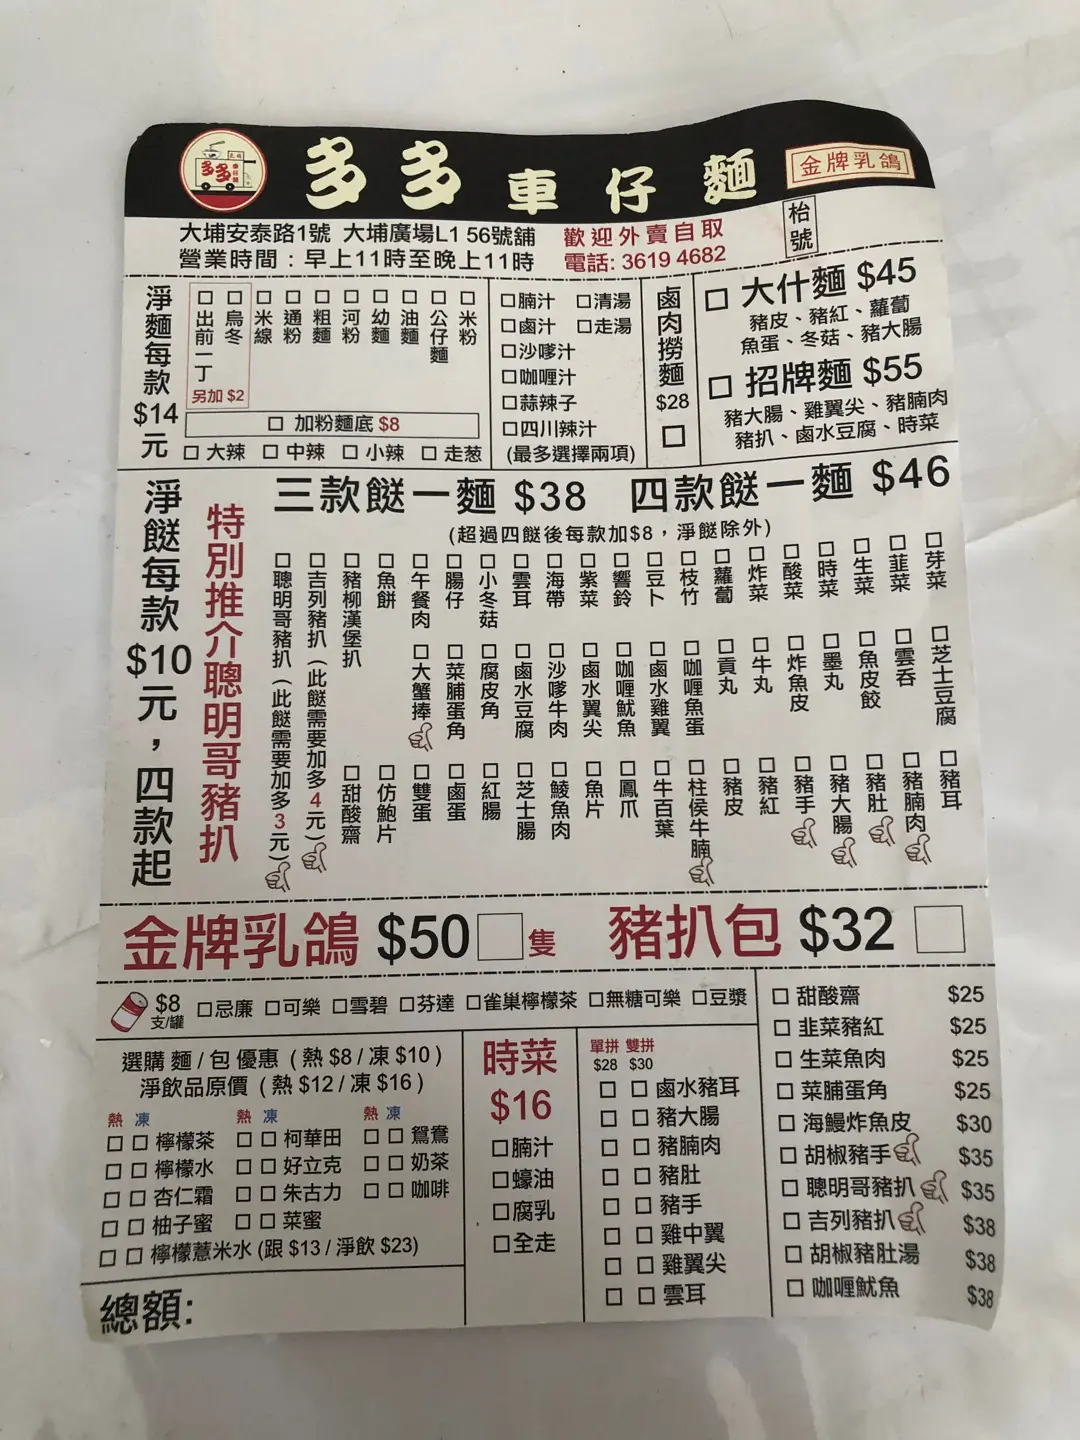 多多車仔麵
金牌乳鴿
大埔安泰路1號 大埔廣場L1 56號舖
營業時間：早上11時至晚上11時
歡迎外賣自取
電話: 3619 4682
枱號
淨麵每款$14元
□出前一丁
□烏冬
另加 $2
□米線
□通粉
□粗麵
□河粉
□幼麵
□油麵
□公仔麵
□米粉
□ 加粉麵底 $8
□ 大辣 □ 中辣 □ 小辣 □ 走葱
□腩汁 □清湯
□鹵汁 □走湯
□沙嗲汁
□咖喱汁
□蒜辣子
□四川辣汁
(最多選擇兩項)
鹵肉撈麵
$28
□
□ 大什麵 $45
豬皮、豬紅、蘿蔔
魚蛋、冬菇、豬大腸
□ 招牌麵 $55
豬大腸、雞翼尖、豬腩肉
豬扒、鹵水豆腐、時菜
淨餸每款$10元，四款起
特別推介聰明哥豬扒
三款餸一麵 $38 四款餸一麵 $46
(超過四餸後每款加$8，淨餸除外)
□聰明哥豬扒（此餸需要加多3元）
□吉列豬扒（此餸需要加多4元）
□豬柳漢堡扒
□魚餅
□午餐肉
□腸仔
□小冬菇
□雲耳
□海帶
□紫菜
□響鈴
□豆卜
□枝竹
□蘿蔔
□炸菜
□酸菜
□時菜
□生菜
□韮菜
□芽菜
□大蟹捧
□菜脯蛋角
□腐皮角
□鹵水豆腐
□沙嗲牛肉
□鹵水翼尖
□咖喱魷魚
□鹵水雞翼
□咖喱魚蛋
□貢丸
□牛丸
□炸魚皮
□墨丸
□魚皮餃
□雲吞
□芝士豆腐
□甜酸齋
□仿鮑片
□雙蛋
□鹵蛋
□紅腸
□芝士腸
□鯪魚肉
□魚片
□鳳爪
□牛百葉
□柱侯牛腩
□豬皮
□豬紅
□豬手
□豬大腸
□豬肚
□豬腩肉
□豬耳
金牌乳鴿 $50□隻 豬扒包 $32 □
$8
支/罐
□忌廉 □可樂 □雪碧 □芬達 □雀巢檸檬茶 □無糖可樂 □豆漿
選購 麵 / 包 優惠 ( 熱 $8 / 凍 $10 )
淨飲品原價 ( 熱 $12 / 凍 $16 )
熱 凍 熱 凍 熱 凍
□ □ 檸檬茶 □ □ 柯華田 □ □ 鴛鴦
□ □ 檸檬水 □ □ 好立克 □ □ 奶茶
□ □ 杏仁霜 □ □ 朱古力 □ □ 咖啡
□ □ 柚子蜜 □ □ 菜蜜
□ □ 檸檬薏米水 (跟 $13 / 淨飲 $23)
總額:
時菜
$16
□腩汁
□蠔油
□腐乳
□全走
單拼 雙拼
$28 $30
□ □ 鹵水豬耳
□ □ 豬大腸
□ □ 豬腩肉
□ □ 豬肚
□ □ 豬手
□ □ 雞中翼
□ □ 雞翼尖
□ □ 雲耳
□ 甜酸齋 $25
□ 韭菜豬紅 $25
□ 生菜魚肉 $25
□ 菜脯蛋角 $25
□ 海鰻炸魚皮 $30
□ 胡椒豬手 $35
□ 聰明哥豬扒 $35
□ 吉列豬扒 $38
□ 胡椒豬肚湯 $38
□ 咖喱魷魚 $38